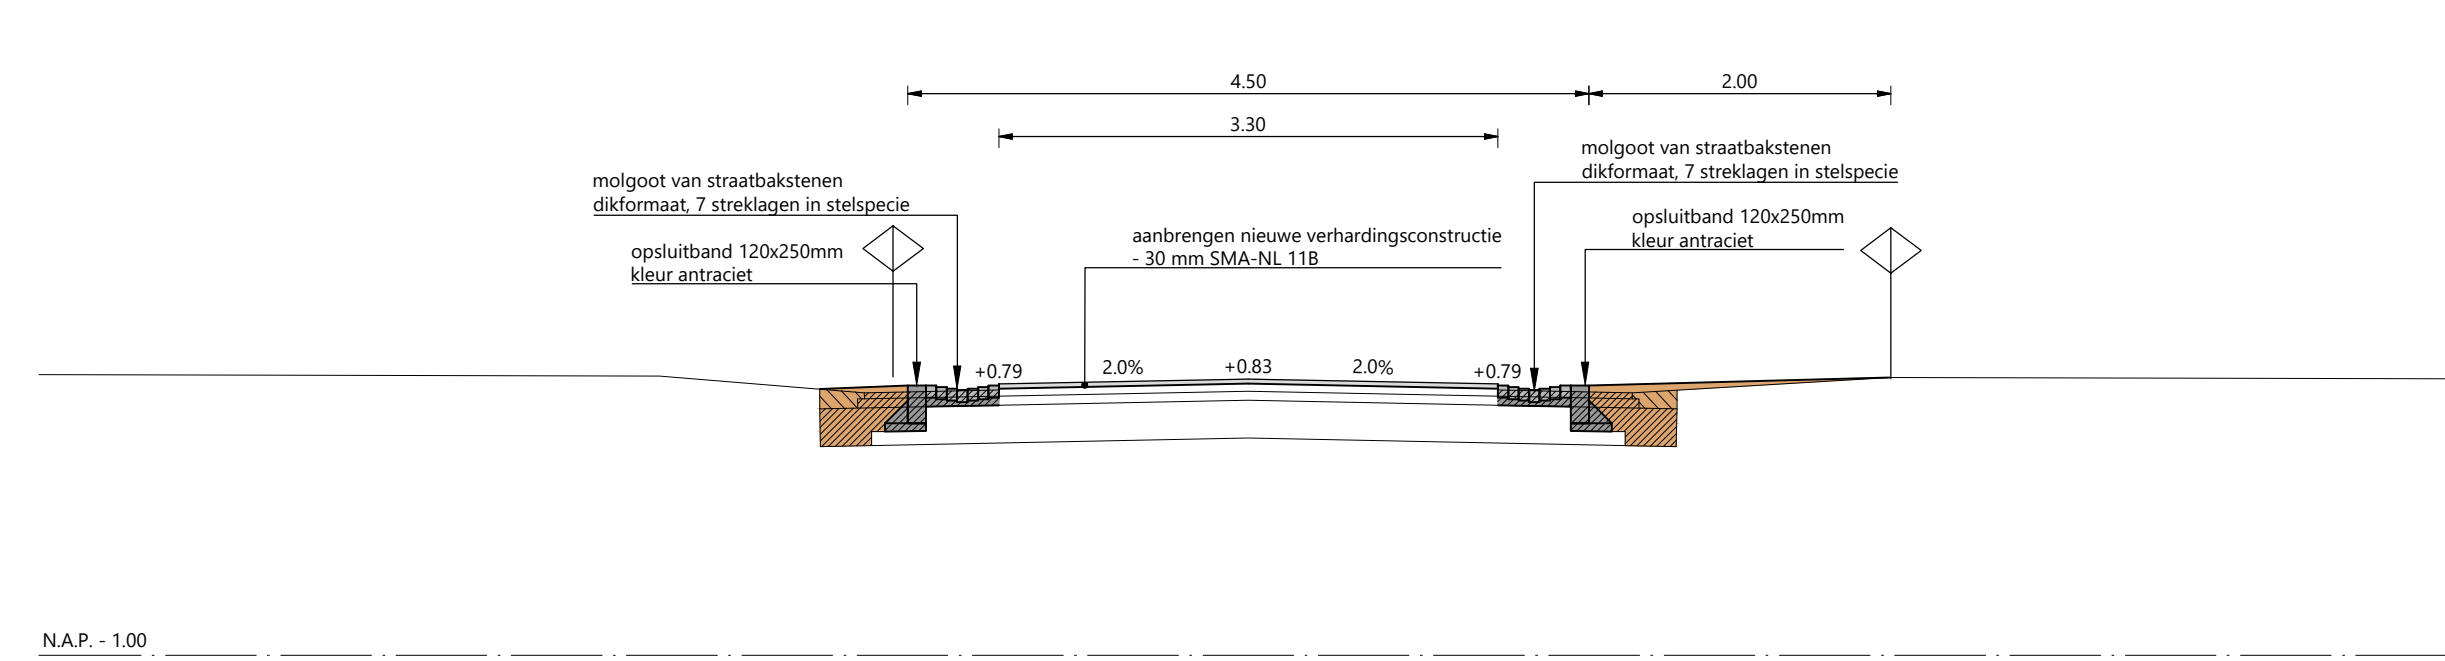 4.50
2.00
3.30
molgoot van straatbakstenen
dikformaat, 7 streklagen in stelspecie
molgoot van straatbakstenen
dikformaat, 7 streklagen in stelspecie
opsluitband 120x250mm
kleur antraciet
aanbrengen nieuwe verhardingsconstructie
- 30 mm SMA-NL 11B
opsluitband 120x250mm
kleur antraciet
+0.79
2.0%
+0.83
2.0%
+0.79
N.A.P. - 1.00